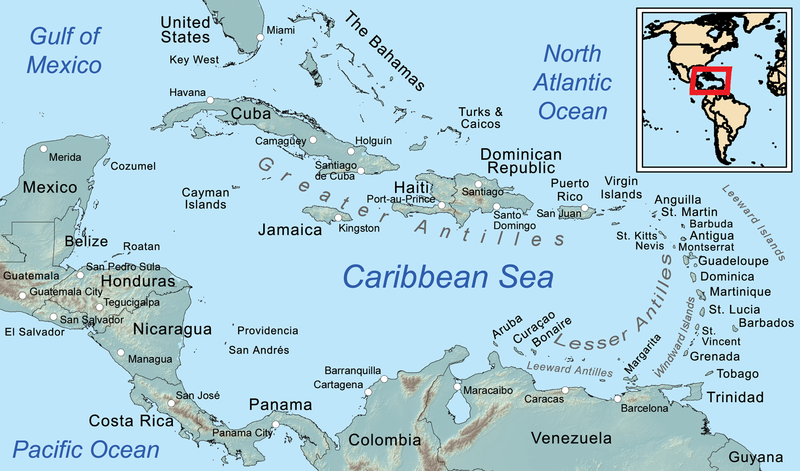 Gulf of
Mexico
United
States
Miami
Key West
The Bahamas
North
Atlantic
Ocean
Havana
Cuba
Camagüey
Holguín
Santiago
de Cuba
Turks &
Caicos
Merida
Cozumel
Mexico
Cayman
Islands
Greater Antilles
Haiti
Port-au-Prince
Dominican
Republic
Santiago
Santo
Domingo
Puerto
Rico
San Juan
Virgin
Islands
Anguilla
St. Martin
Barbuda
Antigua
St. Kitts
Nevis
Montserrat
Leeward Islands
Guadeloupe
Dominica
Martinique
St. Lucia
Barbados
St.
Vincent
Grenada
Windward Islands
Lesser Antilles
Jamaica
Kingston
Belize
Roatan
San Pedro Sula
Guatemala
Honduras
Guatemala City
Tegucigalpa
San Salvador
El Salvador
Nicaragua
Managua
Caribbean Sea
Providencia
San Andrés
Aruba
Curaçao
Bonaire
Leeward Antilles
Margarita
Tobago
Trinidad
Barranquilla
Cartagena
Maracaibo
Caracas
Barcelona
San José
Costa Rica
Panama
Panama City
Pacific Ocean
Colombia
Venezuela
Guyana